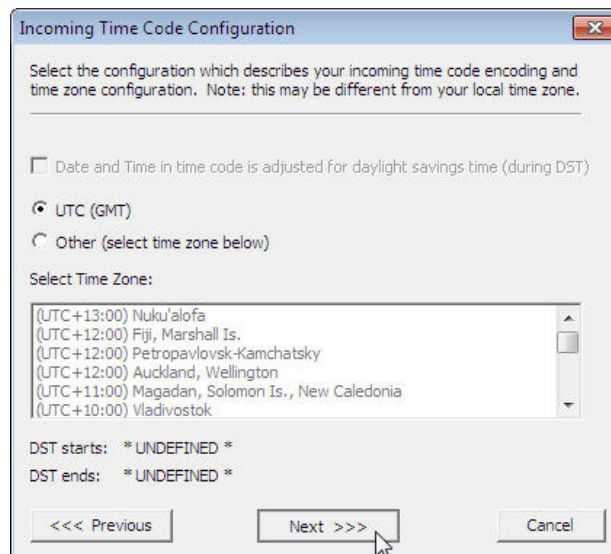 Incoming Time Code Configuration
Select the configuration which describes your incoming time code encoding and
time zone configuration. Note: this may be different from your local time zone.
Date and Time in time code is adjusted for daylight savings time (during DST)
UTC (GMT)
Other (select time zone below)
Select Time Zone:
(UTC+13:00) Nuku'alofa
(UTC+12:00) Fiji, Marshall Is.
(UTC+12:00) Petropavlovsk-Kamchatsky
(UTC+12:00) Auckland, Wellington
(UTC+11:00) Magadan, Solomon Is., New Caledonia
(UTC+10:00) Vladivostok
DST starts: * UNDEFINED *
DST ends: * UNDEFINED *
<<< Previous
Next >>>
Cancel